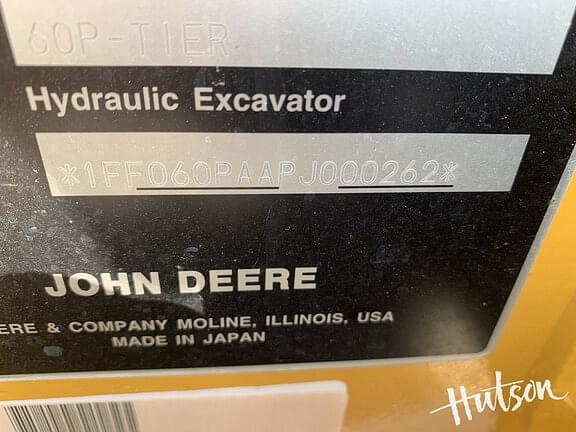 60P-TIER
Hydraulic Excavator
*1FF060PAAPJ000262*
JOHN DEERE
ERE & COMPANY MOLINE, ILLINOIS, USA
MADE IN JAPAN
Hutson